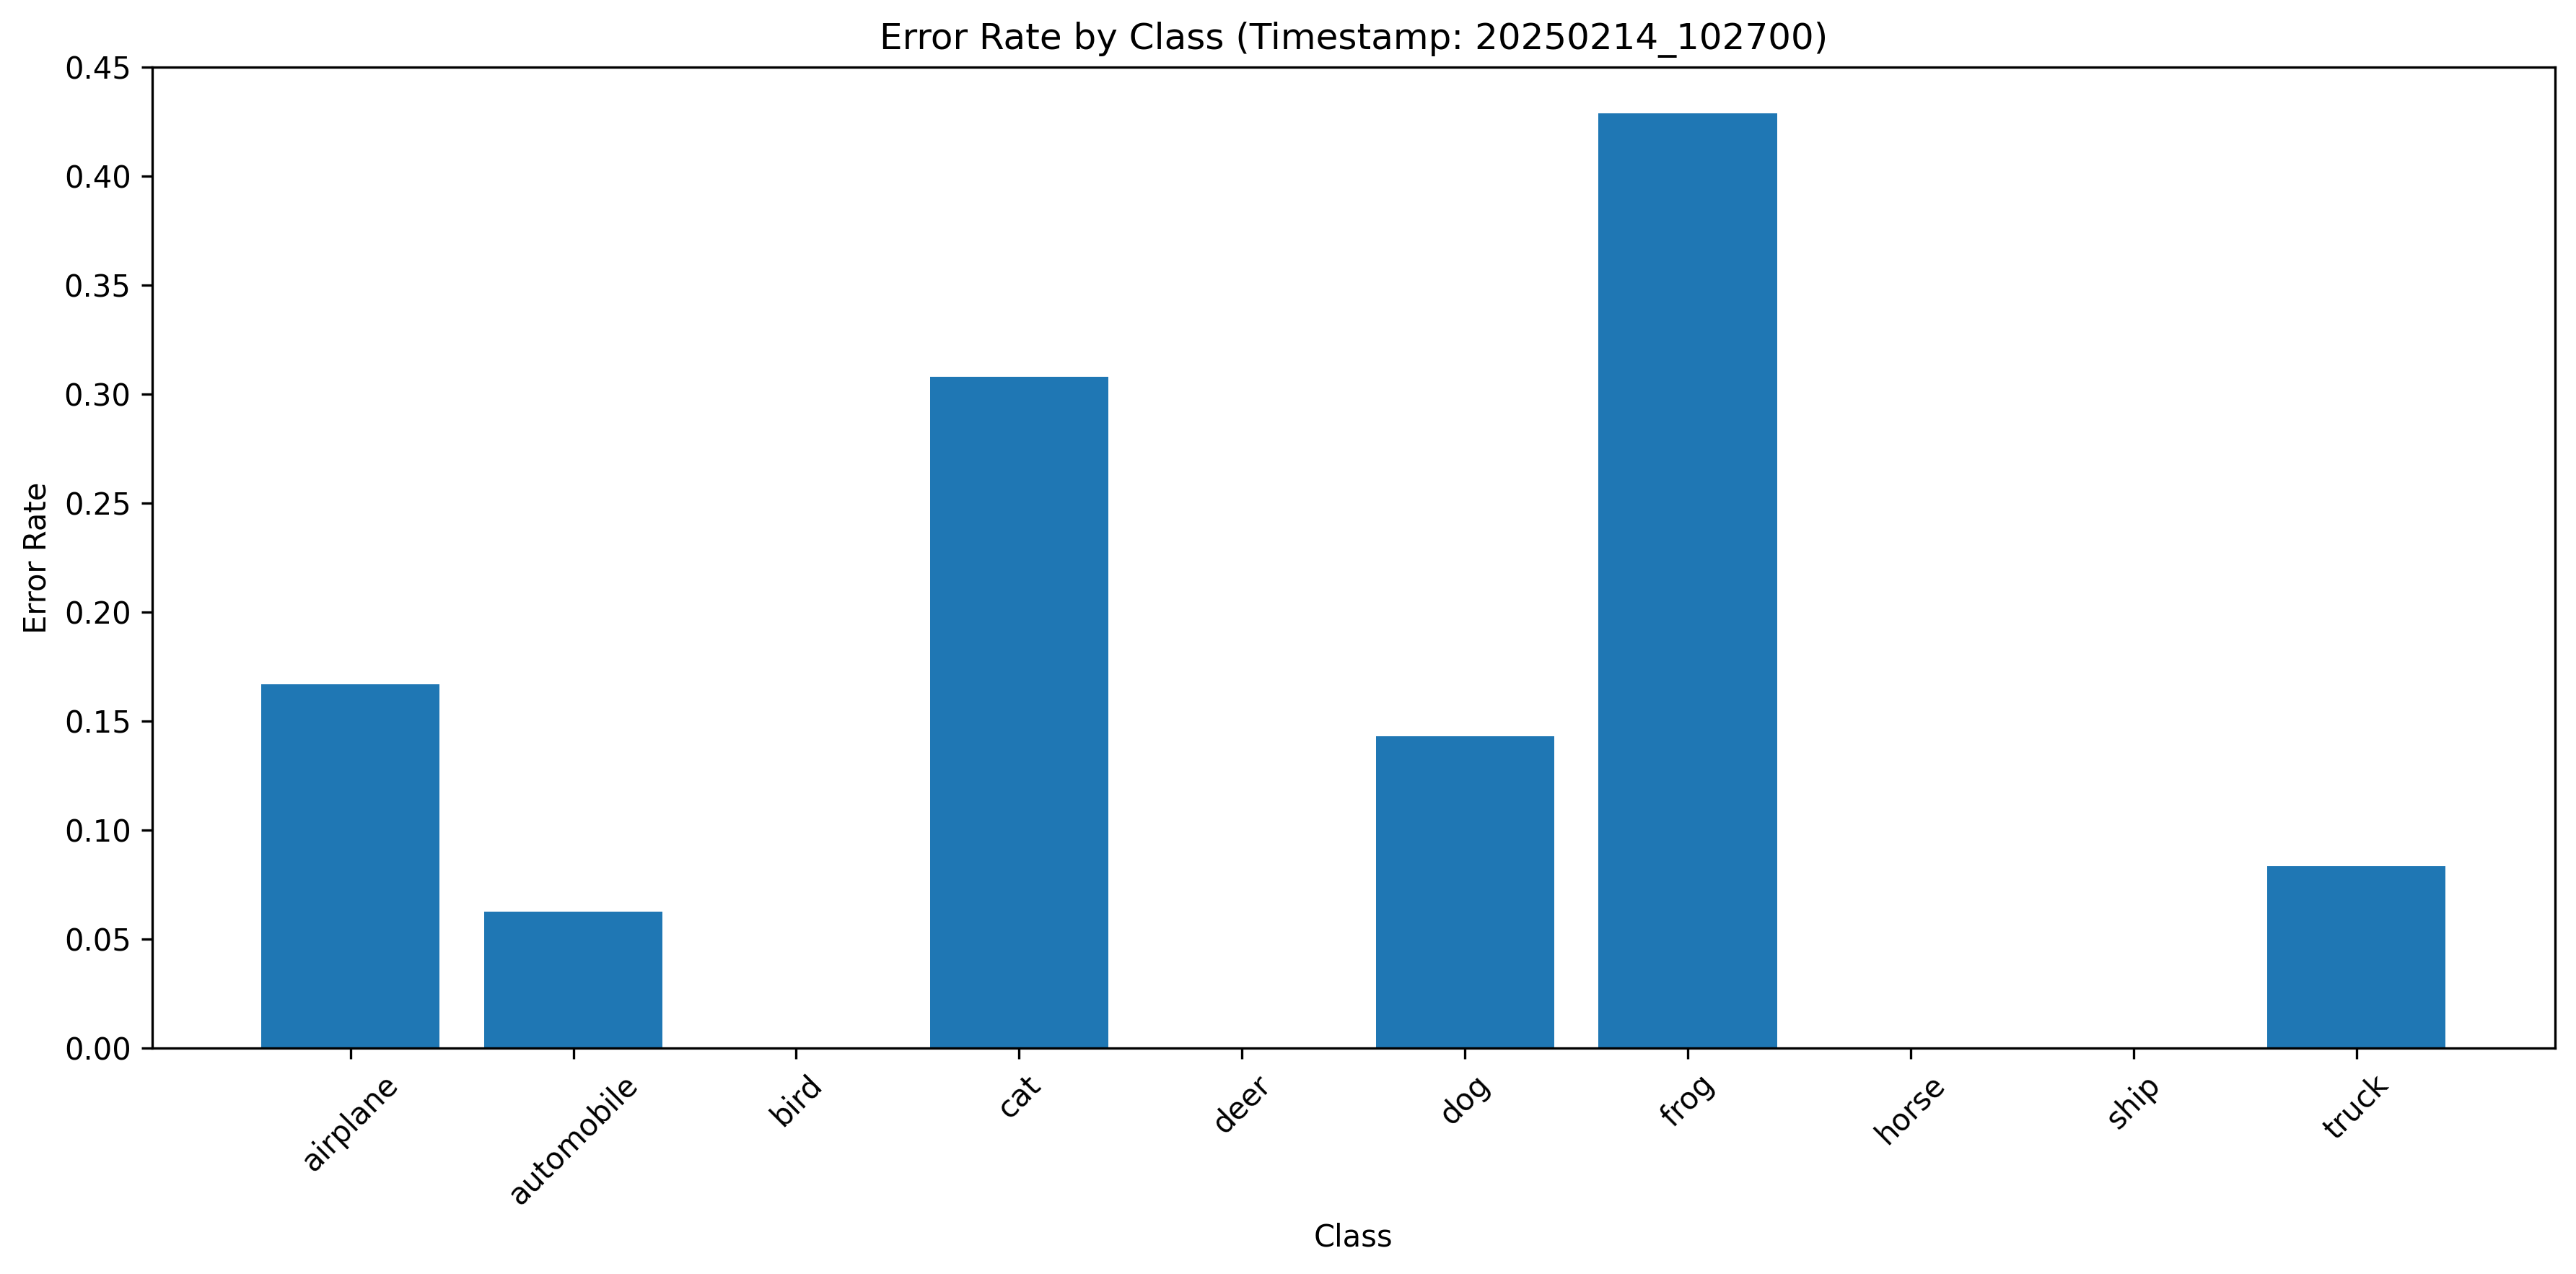 Error Rate by Class (Timestamp: 20250214_102700)
0.45
0.40
0.35
0.30
0.25
0.20
0.15
0.10
0.05
0.00
Error Rate
airplane
automobile
bird
cat
deer
dog
frog
horse
ship
truck
Class